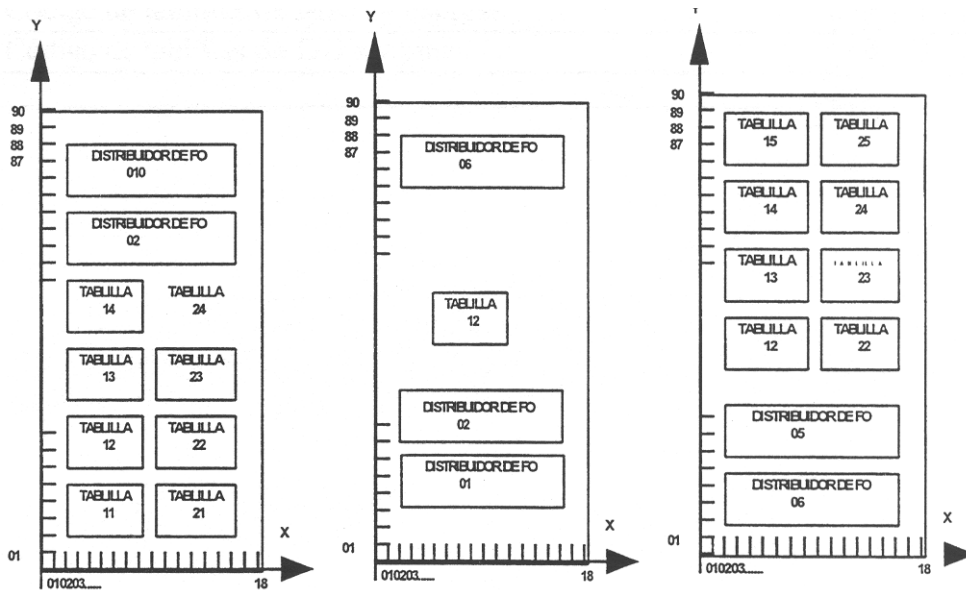 Y
90
89
88
87
DISTRIBUIDOR DE FO
010
DISTRIBUIDOR DE FO
02
TABLILLA
14
TABLILLA
24
TABLILLA
13
TABLILLA
23
TABLILLA
12
TABLILLA
22
TABLILLA
11
TABLILLA
21
X
01
010203......
18
Y
90
89
88
87
DISTRIBUIDOR DE FO
06
TABLILLA
12
DISTRIBUIDOR DE FO
02
DISTRIBUIDOR DE FO
01
X
01
010203......
18
90
89
88
87
TABLILLA
15
TABLILLA
25
TABLILLA
14
TABLILLA
24
TABLILLA
13
TABLILLA
23
TABLILLA
12
TABLILLA
22
DISTRIBUIDOR DE FO
05
DISTRIBUIDOR DE FO
06
X
01
010203......
18